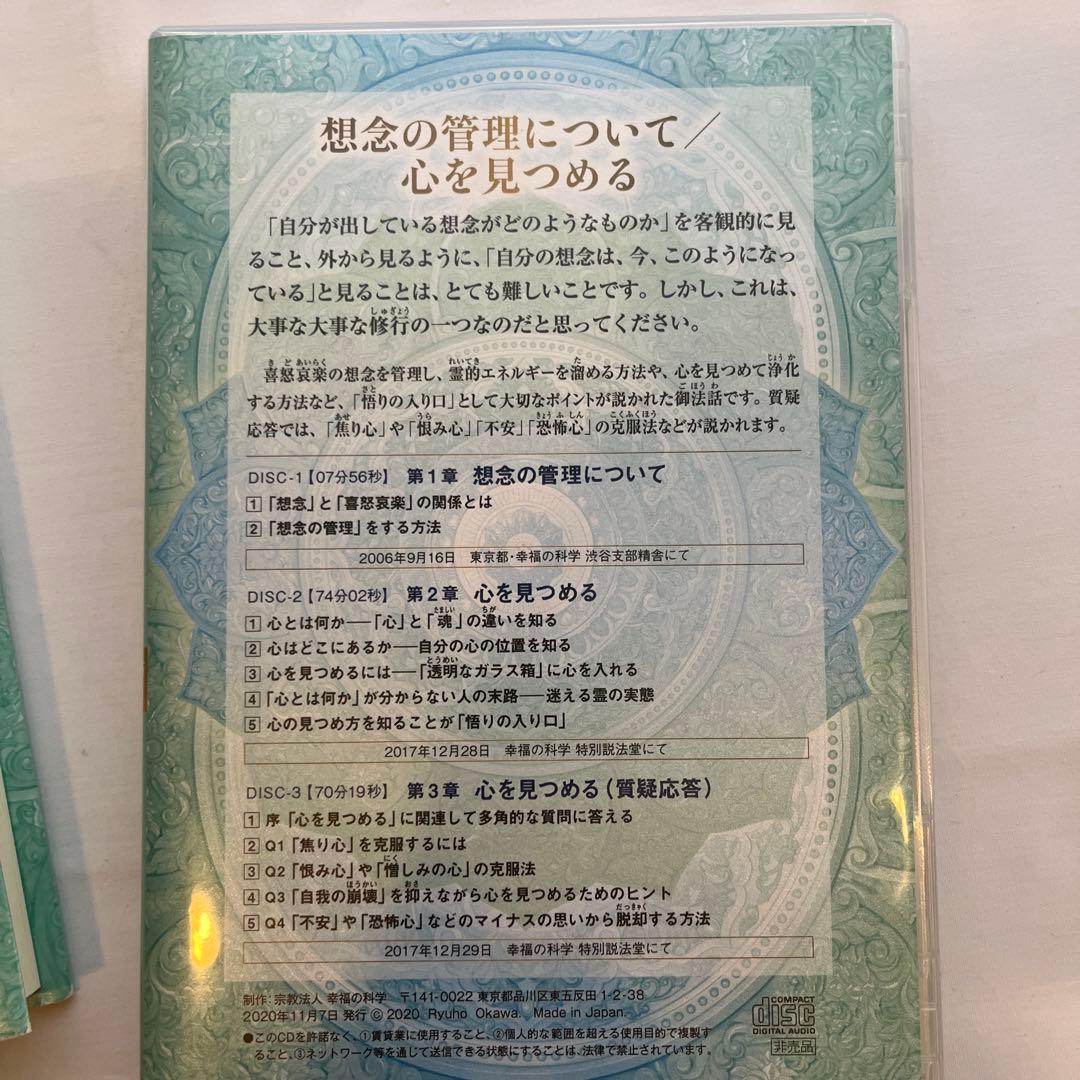 想念の管理について/
心を見つめる
「自分が出している想念がどのようなものか」を客観的に見
ること、外から見るように、「自分の想念は、今、このようになっ
ている」と見ることは、とても難しいことです。しかし、これは、
大事な大事な修行の一つなのだと思ってください。
喜怒哀楽の想念を管理し、霊的エネルギーを溜める方法や、心を見つめて浄化
する方法など、「悟りの入り口」として大切なポイントが説かれた御法話です。質疑
応答では、「焦り心」や「恨み心」「不安」「恐怖心」の克服法などが説かれます。
DISC-1【07分56秒】 第1章 想念の管理について
1 「想念」と「喜怒哀楽」の関係とは
2 「想念の管理」をする方法
2006年9月16日 東京都・幸福の科学 渋谷支部精舎にて
DISC-2【74分02秒】 第2章 心を見つめる
1 心とは何か――「心」と「魂」の違いを知る
2 心はどこにあるか――自分の心の位置を知る
3 心を見つめるには――「透明なガラス箱」に心を入れる
4 「心とは何か」が分からない人の末路――迷える霊の実態
5 心の見つめ方を知ることが「悟りの入り口」
2017年12月28日 幸福の科学 特別説法堂にて
DISC-3【70分19秒】 第3章 心を見つめる(質疑応答)
1 序 「心を見つめる」に関連して多角的な質問に答える
2 Q1 「焦り心」を克服するには
3 Q2 「恨み心」や「憎しみの心」の克服法
4 Q3 「自我の崩壊」を抑えながら心を見つめるためのヒント
5 Q4 「不安」や「恐怖心」などのマイナスの思いから脱却する方法
2017年12月29日 幸福の科学 特別説法堂にて
制作:宗教法人 幸福の科学 〒141-0022 東京都品川区東五反田1-2-38
2020年11月7日 発行 ⓒ 2020 Ryuho Okawa. Made in Japan.
●このCDを許諾なく、①賃貸業に使用すること、②個人的な範囲を超える使用目的で複製す
ること、③ネットワーク等を通じて送信できる状態にすることは、法律で禁止されています。
COMPACT
disc
DIGITAL AUDIO
非売品